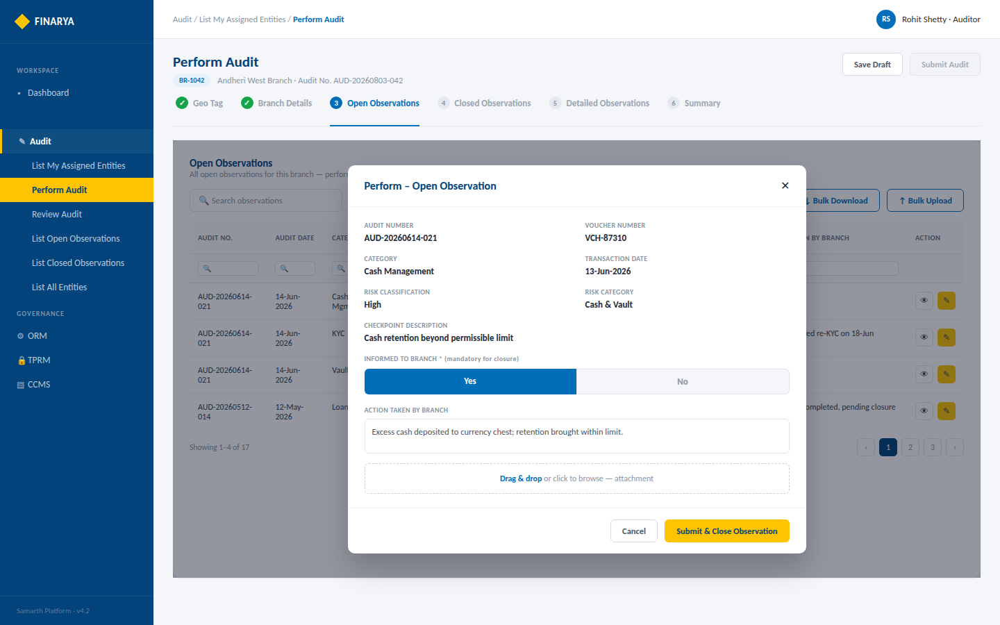 FINARYA
WORKSPACE
Dashboard
Audit
List My Assigned Entities
Perform Audit
Review Audit
List Open Observations
List Closed Observations
List All Entities
GOVERNANCE
ORM
TPRM
CCMS
Samarth Platform - v4.2
Audit / List My Assigned Entities / Perform Audit
RS
Rohit Shetty · Auditor
Perform Audit
BR-1042 Andheri West Branch · Audit No. AUD-20260803-042
Save Draft
Submit Audit
✓ Geo Tag
✓ Branch Details
3 Open Observations
4 Closed Observations
5 Detailed Observations
6 Summary
Open Observations
All open observations for this branch — perfor
Search observations
Bulk Download
↑ Bulk Upload
AUDIT NO.
AUDIT DATE
CATE
N BY BRANCH
ACTION
AUD-20260614-
021
14-Jun-
2026
Cash
Mgm
AUD-20260614-
021
14-Jun-
2026
KYC
ed re-KYC on 18-Jun
AUD-20260614-
021
14-Jun-
2026
Vaul
AUD-20260512-
014
12-May-
2026
Loan
ompleted, pending closure
Showing 1–4 of 17
‹ 1 2 3 ›
Perform – Open Observation
✕
AUDIT NUMBER
AUD-20260614-021
VOUCHER NUMBER
VCH-87310
CATEGORY
Cash Management
TRANSACTION DATE
13-Jun-2026
RISK CLASSIFICATION
High
RISK CATEGORY
Cash & Vault
CHECKPOINT DESCRIPTION
Cash retention beyond permissible limit
INFORMED TO BRANCH * (mandatory for closure)
Yes
No
ACTION TAKEN BY BRANCH
Excess cash deposited to currency chest; retention brought within limit.
Drag & drop or click to browse — attachment
Cancel
Submit & Close Observation